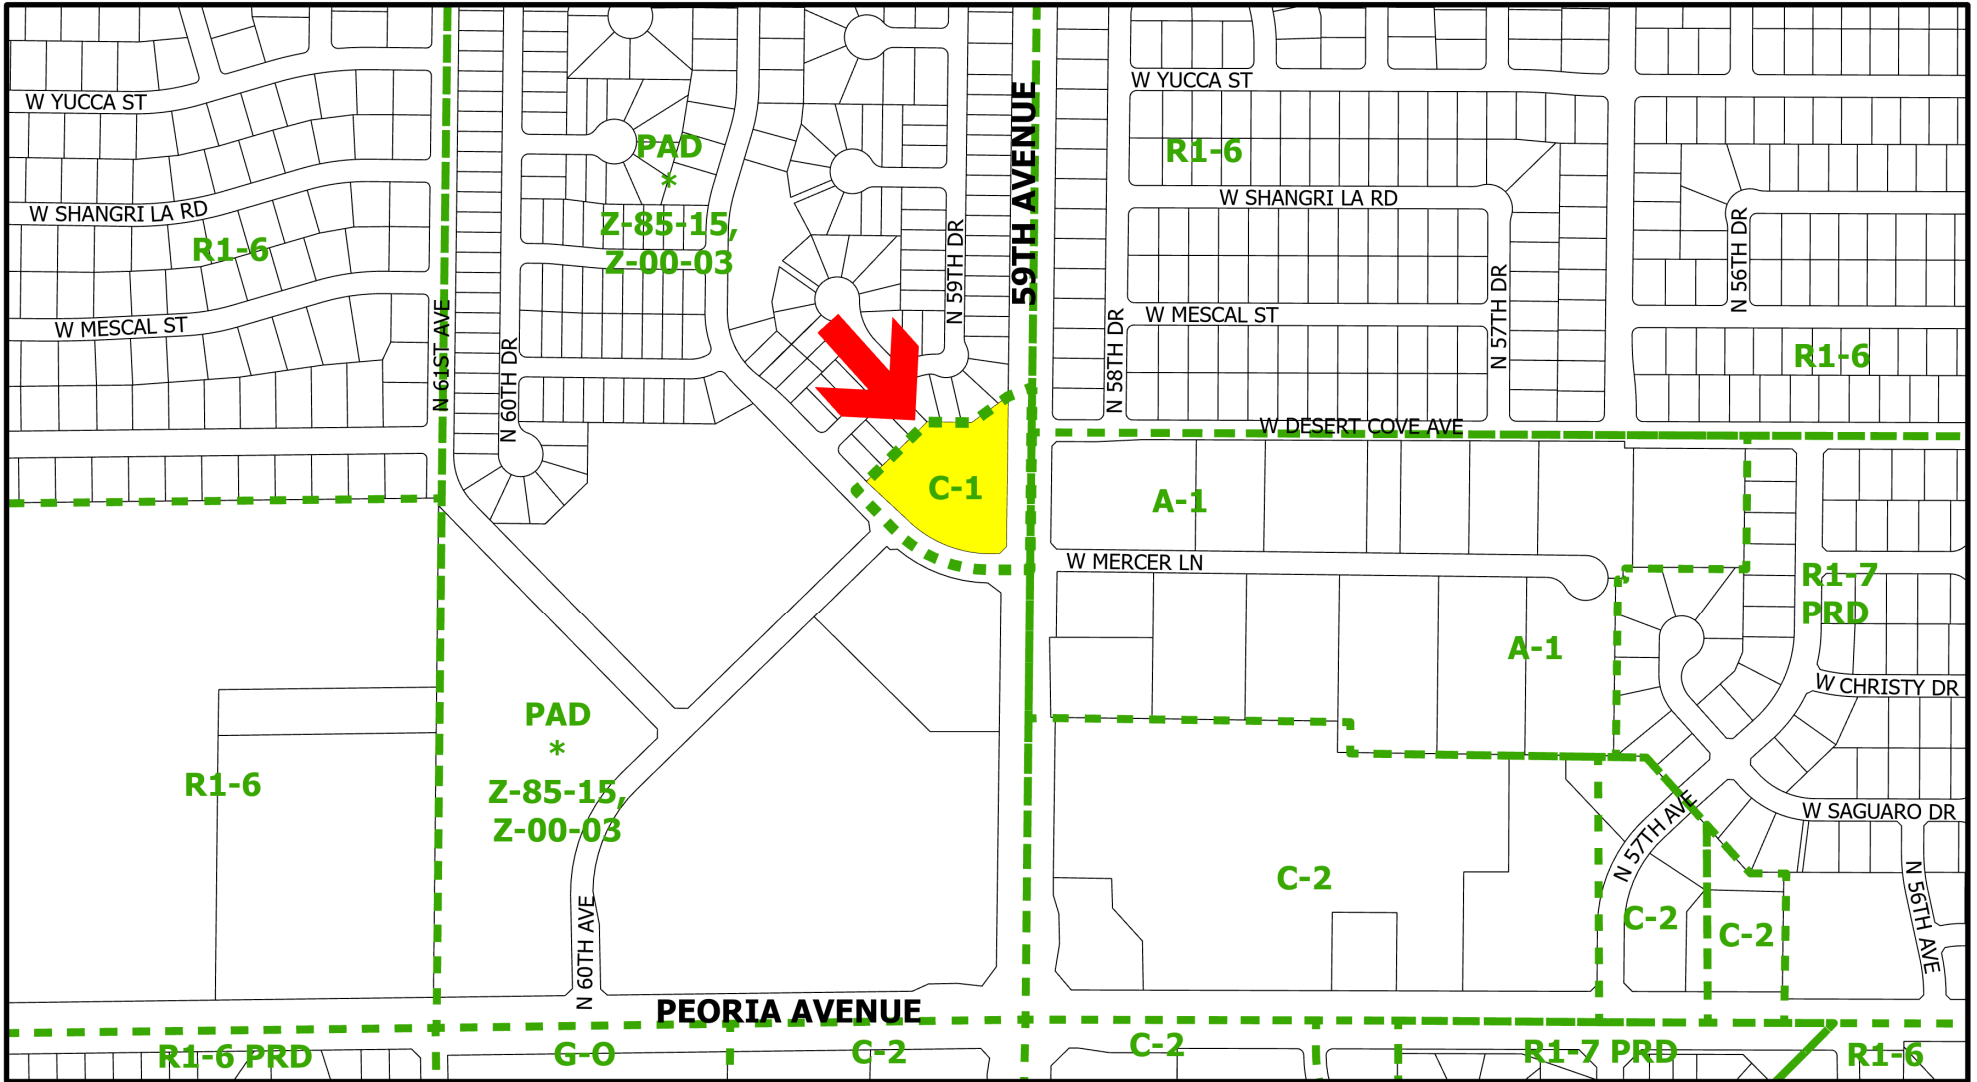 W YUCCA ST
W YUCCA ST
59TH AVENUE
PAD
*
Z-85-15,
Z-00-03
R1-6
W SHANGRI LA RD
W SHANGRI LA RD
R1-6
N 59TH DR
N 56TH DR
N 57TH DR
W MESCAL ST
W MESCAL ST
N 61ST AVE
N 60TH DR
N 58TH DR
R1-6
W DESERT COVE AVE
C-1
A-1
W MERCER LN
R1-7
PRD
A-1
W CHRISTY DR
PAD
*
Z-85-15,
Z-00-03
R1-6
W SAGUARO DR
N 57TH AVE
C-2
C-2
C-2
N 56TH AVE
N 60TH AVE
PEORIA AVENUE
R1-6 PRD
G-O
C-2
C-2
R1-7 PRD
R1-6